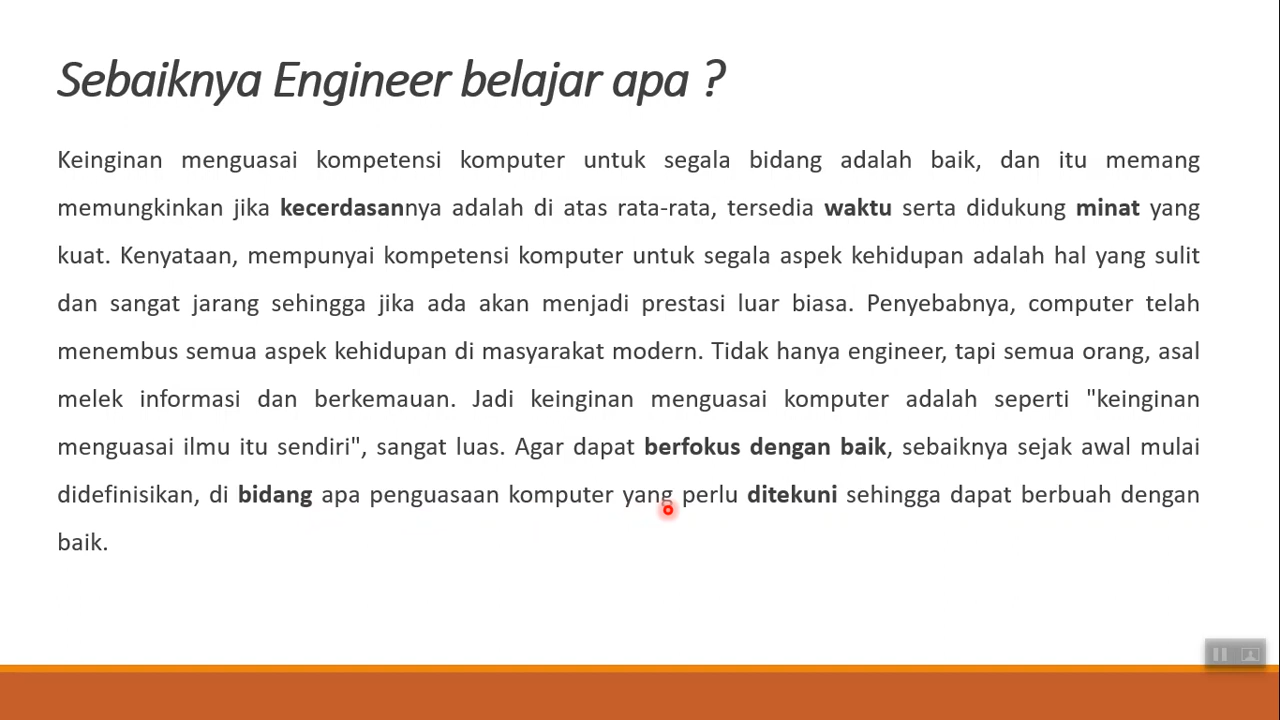 Sebaiknya Engineer belajar apa ?
Keinginan menguasai kompetensi komputer untuk segala bidang adalah baik, dan itu memang
memungkinkan jika kecerdasannya adalah di atas rata-rata, tersedia waktu serta didukung minat yang
kuat. Kenyataan, mempunyai kompetensi komputer untuk segala aspek kehidupan adalah hal yang sulit
dan sangat jarang sehingga jika ada akan menjadi prestasi luar biasa. Penyebabnya, computer telah
menembus semua aspek kehidupan di masyarakat modern. Tidak hanya engineer, tapi semua orang, asal
melek informasi dan berkemauan. Jadi keinginan menguasai komputer adalah seperti "keinginan
menguasai ilmu itu sendiri", sangat luas. Agar dapat berfokus dengan baik, sebaiknya sejak awal mulai
didefinisikan, di bidang apa penguasaan komputer yang perlu ditekuni sehingga dapat berbuah dengan
baik.